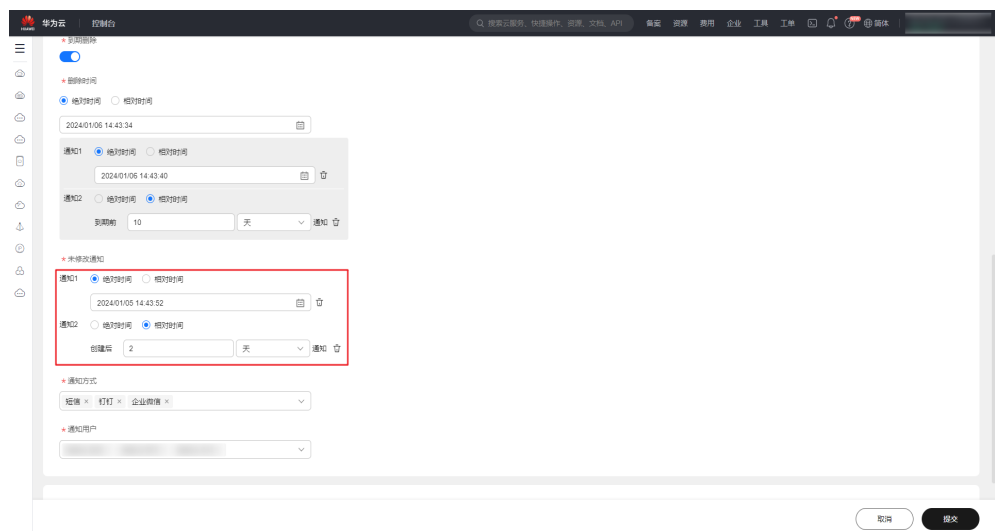 HUAWEI 华为云 控制台 搜索云服务、快捷操作、资源、文档、API 备案 资源 费用 企业 工具 工单 简体
* 到期删除
* 删除时间
绝对时间 相对时间
2024/01/06 14:43:34
通知1 绝对时间 相对时间
2024/01/06 14:43:40
通知2 绝对时间 相对时间
到期前 10 天 通知
* 未修改通知
通知1 绝对时间 相对时间
2024/01/05 14:43:52
通知2 绝对时间 相对时间
创建后 2 天 通知
* 通知方式
短信 × 钉钉 × 企业微信 ×
* 通知用户
取消 提交